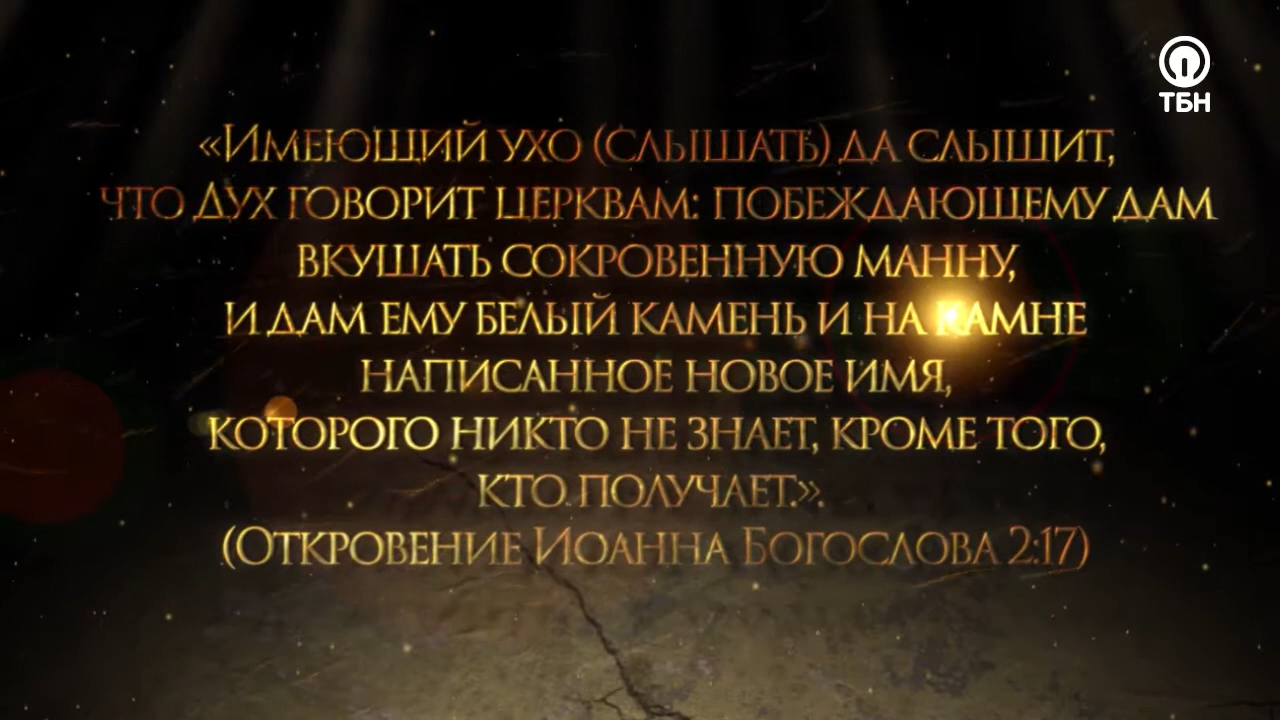 ТБН
«Имеющий ухо (слышать) да слышит,
что Дух говорит церквам: побеждающему дам
вкушать сокровенную манну,
и дам ему белый камень и на камне
написанное новое имя,
которого никто не знает, кроме того,
кто получает.»
(Откровение Иоанна Богослова 2:17)